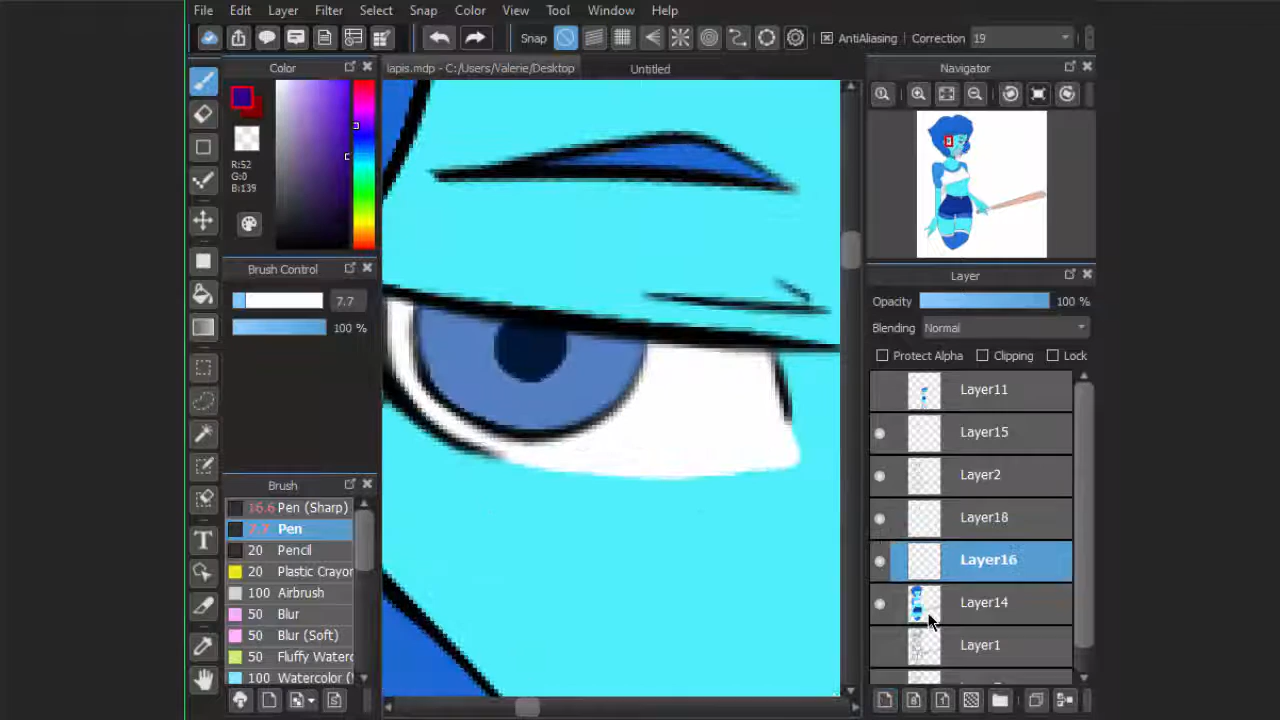 File Edit Layer Filter Select Snap Color View Tool Window Help
Snap AntiAliasing Correction 19
Color
lapis.mdp - C:/Users/Valerie/Desktop
Untitled
Navigator
R:52
G:0
B:139
Brush Control
7.7
100 %
Layer
Opacity 100 %
Blending Normal
Protect Alpha Clipping Lock
Layer11
Layer15
Layer2
Layer18
Layer16
Layer14
Layer1
Brush
16.6 Pen (Sharp)
7.7 Pen
20 Pencil
20 Plastic Crayor
100 Airbrush
50 Blur
50 Blur (Soft)
50 Fluffy Waterc
100 Watercolor (